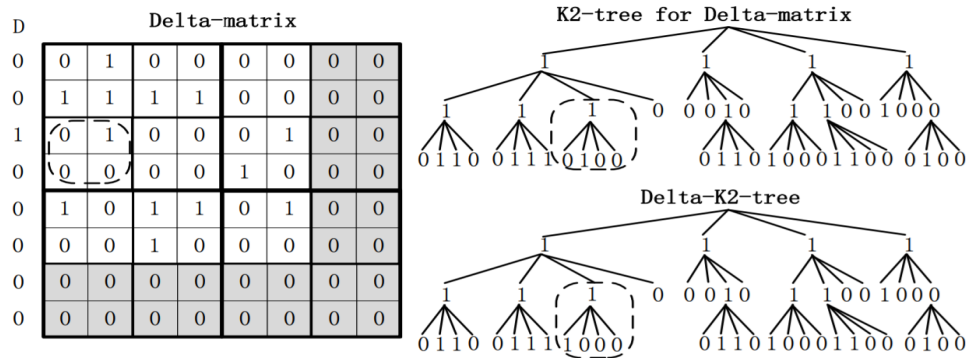 D
Delta-matrix
0 0 1 0 0 0 0 0 0
0 1 1 1 1 0 0 0 0
1 0 1 0 0 0 1 0 0
0 0 0 0 0 1 0 0 0
0 1 0 1 1 0 1 0 0
0 0 0 1 0 0 0 0 0
0 0 0 0 0 0 0 0 0
0 0 0 0 0 0 0 0 0
K2-tree for Delta-matrix
1 1 1 1
1 1 1 0 0 0 1 0 1 1 0 0 1 0 0 0
0 1 1 0 0 1 1 1 0 1 0 0 0 1 1 0 1 0 0 0 1 1 0 0 0 1 0 0
Delta-K2-tree
1 1 1 1
1 1 1 0 0 0 1 0 1 1 0 0 1 0 0 0
0 1 1 0 0 1 1 1 1 0 0 0 1 0 0 0 1 0 0 0 1 1 0 0 0 1 0 0